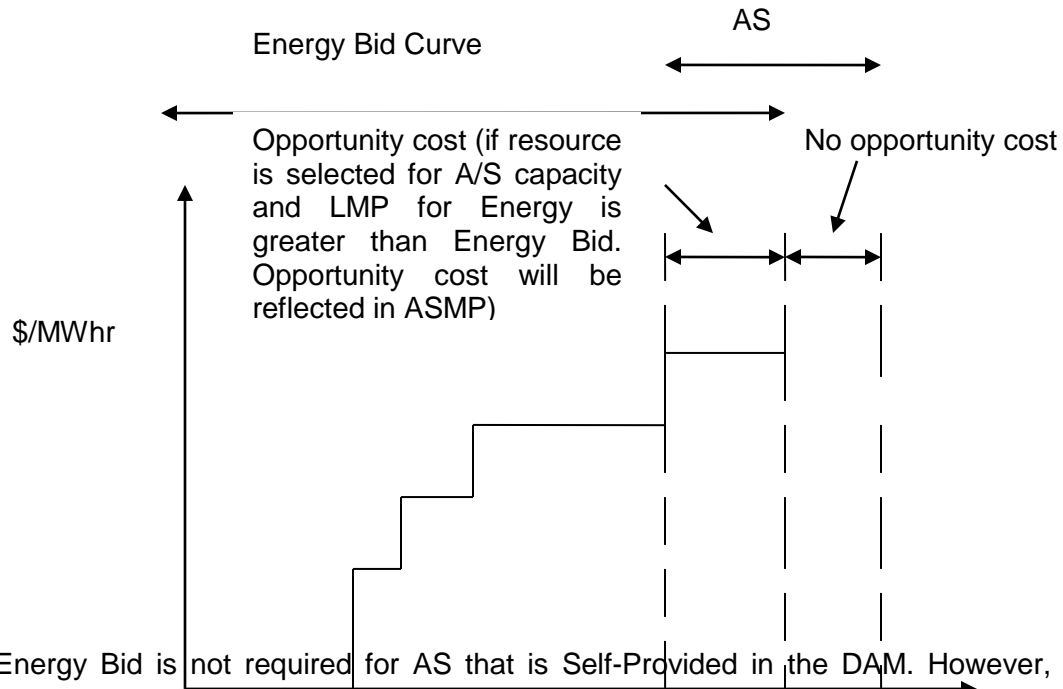 AS
Energy Bid Curve
Opportunity cost (if resource
is selected for A/S capacity
and LMP for Energy is
greater than Energy Bid.
Opportunity cost will be
reflected in ASMP)
No opportunity cost
$/MWhr
Energy Bid is not required for AS that is Self-Provided in the DAM. However,